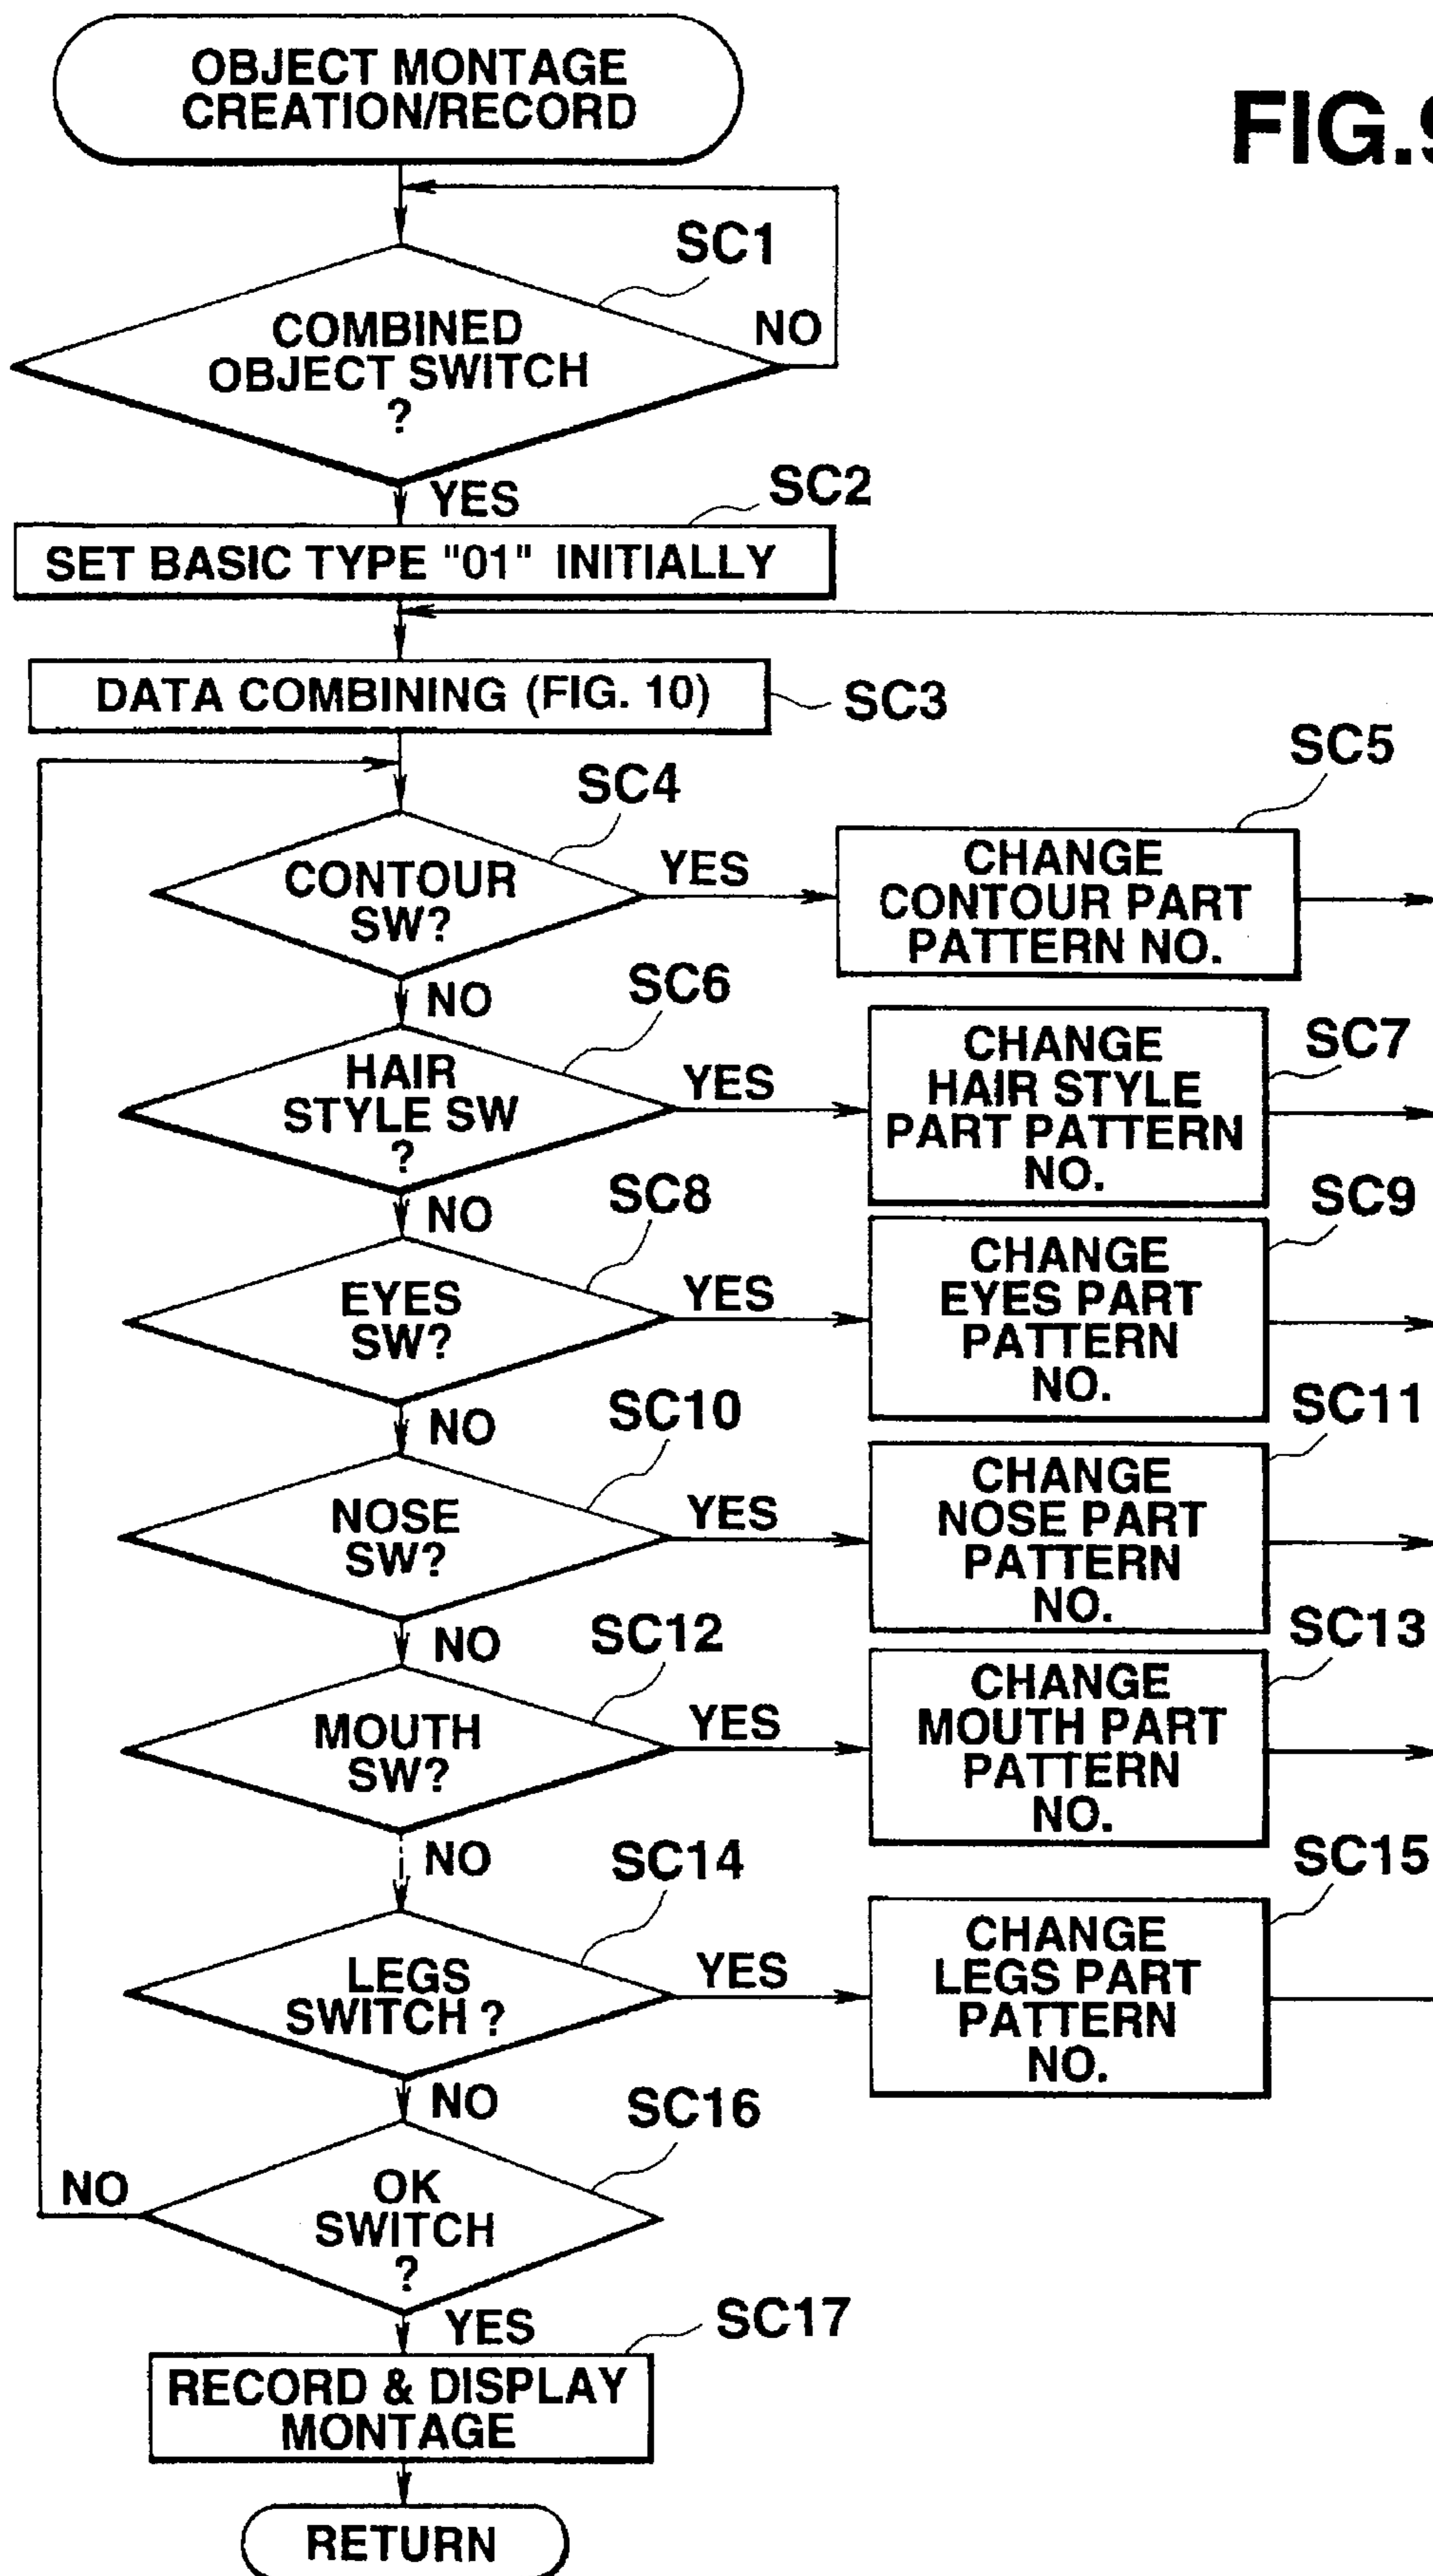 OBJECT MONTAGE
CREATION/RECORD
FIG.9
SC1
COMBINED
OBJECT SWITCH
?
NO
YES
SC2
SET BASIC TYPE "01" INITIALLY
DATA COMBINING (FIG. 10)
SC3
SC4
CONTOUR
SW?
YES
SC5
CHANGE
CONTOUR PART
PATTERN NO.
NO
SC6
HAIR
STYLE SW
?
YES
SC7
CHANGE
HAIR STYLE
PART PATTERN
NO.
NO
SC8
EYES
SW?
YES
SC9
CHANGE
EYES PART
PATTERN
NO.
NO
SC10
NOSE
SW?
YES
SC11
CHANGE
NOSE PART
PATTERN
NO.
NO
SC12
MOUTH
SW?
YES
SC13
CHANGE
MOUTH PART
PATTERN
NO.
NO
SC14
LEGS
SWITCH ?
YES
SC15
CHANGE
LEGS PART
PATTERN
NO.
NO
SC16
OK
SWITCH
?
NO
YES
SC17
RECORD & DISPLAY
MONTAGE
RETURN